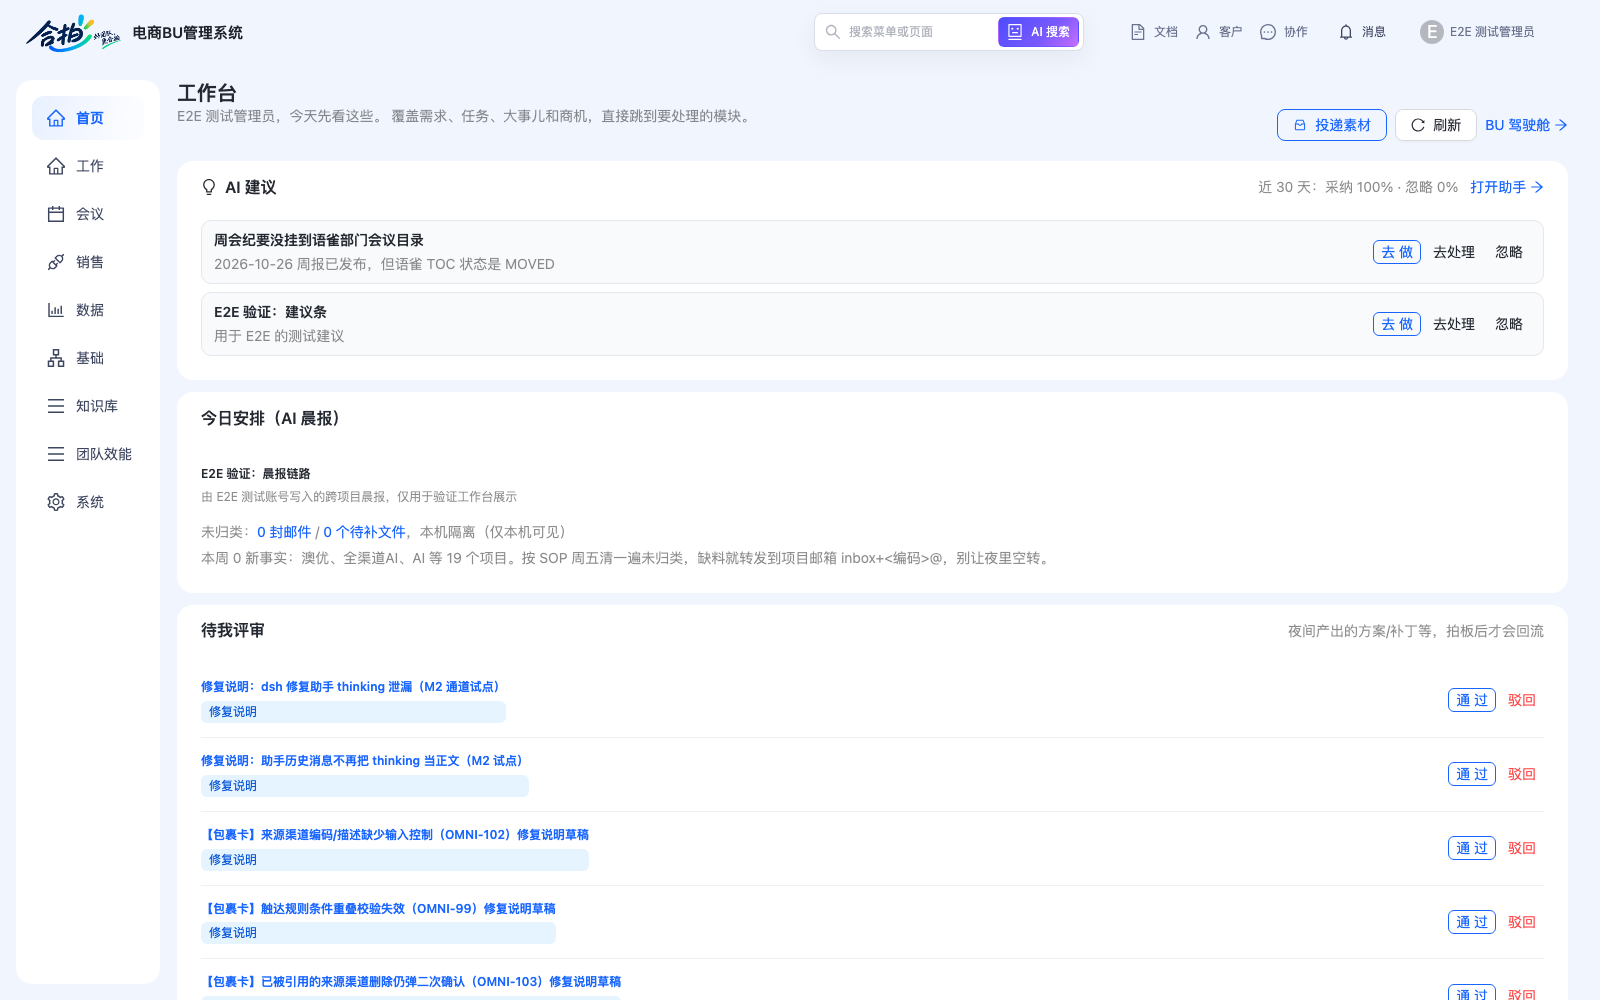 合拍
电商BU管理系统
搜索菜单或页面
AI 搜索
文档
客户
协作
消息
E
E2E 测试管理员
首页
工作
会议
销售
数据
基础
知识库
团队效能
系统
工作台
E2E 测试管理员，今天先看这些。 覆盖需求、任务、大事儿和商机，直接跳到要处理的模块。
投递素材
刷新
BU 驾驶舱
AI 建议
近 30 天：采纳 100% · 忽略 0%
打开助手
周会纪要没挂到语雀部门会议目录
2026-10-26 周报已发布，但语雀 TOC 状态是 MOVED
去 做
去处理
忽略
E2E 验证：建议条
用于 E2E 的测试建议
去 做
去处理
忽略
今日安排（AI 晨报）
E2E 验证：晨报链路
由 E2E 测试账号写入的跨项目晨报，仅用于验证工作台展示
未归类：0 封邮件 / 0 个待补文件，本机隔离（仅本机可见）
本周 0 新事实：澳优、全渠道AI、AI 等 19 个项目。按 SOP 周五清一遍未归类，缺料就转发到项目邮箱 inbox+<编码>@，别让夜里空转。
待我评审
夜间产出的方案/补丁等，拍板后才会回流
修复说明：dsh 修复助手 thinking 泄漏（M2 通道试点）
修复说明
通 过
驳回
修复说明：助手历史消息不再把 thinking 当正文（M2 试点）
修复说明
通 过
驳回
【包裹卡】来源渠道编码/描述缺少输入控制（OMNI-102）修复说明草稿
修复说明
通 过
驳回
【包裹卡】触达规则条件重叠校验失效（OMNI-99）修复说明草稿
修复说明
通 过
驳回
【包裹卡】已被引用的来源渠道删除仍弹二次确认（OMNI-103）修复说明草稿
通 过
驳回